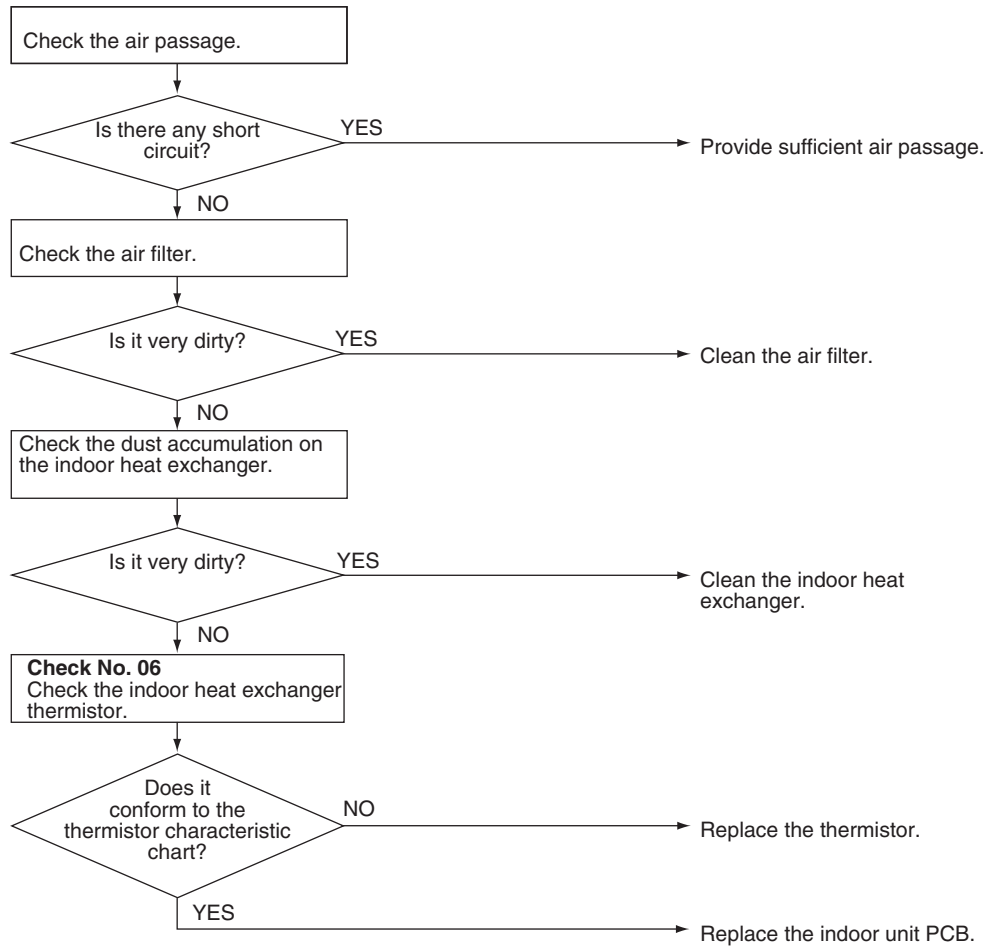 Check the air passage.
Is there any short
circuit?
YES
Provide sufficient air passage.
NO
Check the air filter.
Is it very dirty?
YES
Clean the air filter.
NO
Check the dust accumulation on
the indoor heat exchanger.
Is it very dirty?
YES
Clean the indoor heat
exchanger.
NO
Check No. 06
Check the indoor heat exchanger
thermistor.
Does it
conform to the
thermistor characteristic
chart?
NO
Replace the thermistor.
YES
Replace the indoor unit PCB.